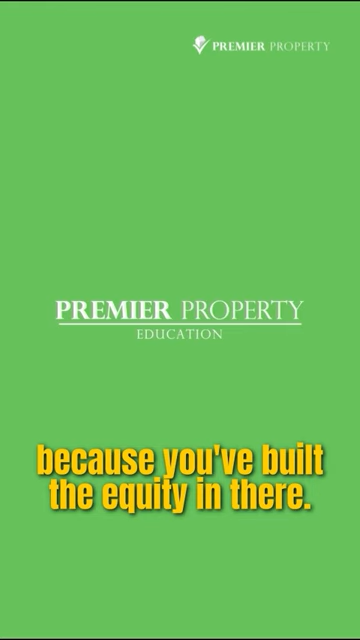 PREMIER PROPERTY
PREMIER PROPERTY
EDUCATION
because you've built
the equity in there.